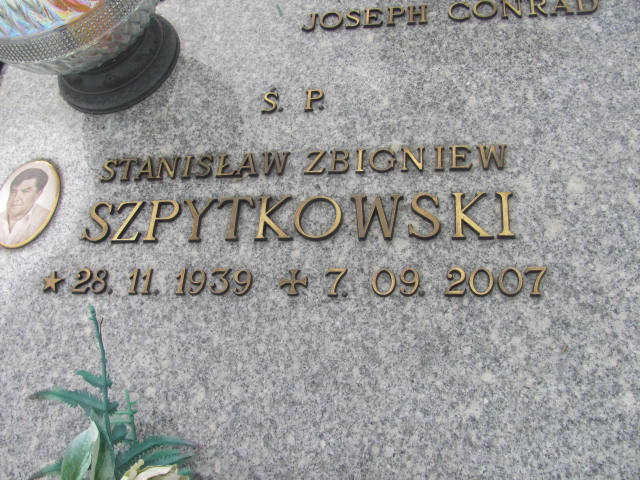 JOSEPH CONRAD
Ś. P.
STANISŁAW ZBIGNIEW
SZPYTKOWSKI
★ 28. 11. 1939 ✠ 7. 09. 2007